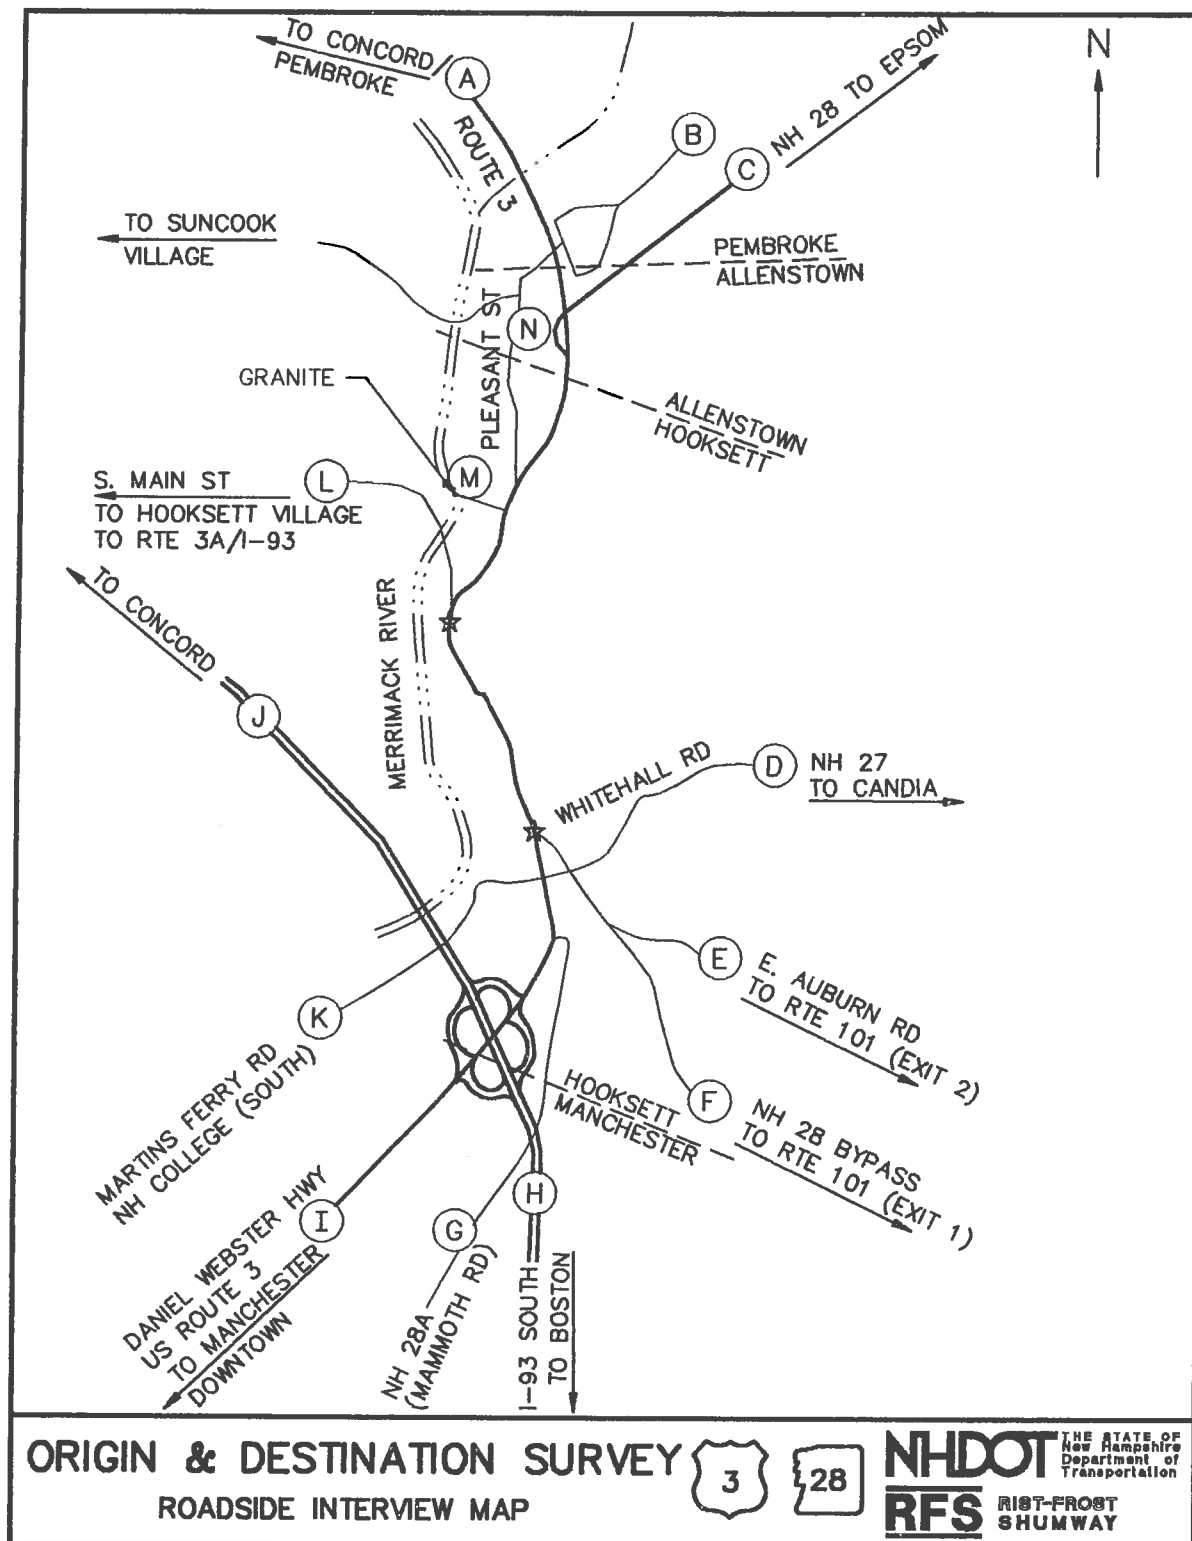 TO CONCORD/
PEMBROKE
A
N
ROUTE 3
B
C
NH 28 TO EPSOM
TO SUNCOOK
VILLAGE
PEMBROKE
ALLENSTOWN
PLEASANT ST
N
GRANITE
ALLENSTOWN
HOOKSETT
S. MAIN ST
L
M
TO HOOKSETT VILLAGE
TO RTE 3A/I-93
TO CONCORD
MERRIMACK RIVER
J
WHITEHALL RD
D
NH 27
TO CANDIA
E
E. AUBURN RD
TO RTE 101 (EXIT 2)
K
MARTINS FERRY RD
NH COLLEGE (SOUTH)
HOOKSETT
MANCHESTER
F
NH 28 BYPASS
TO RTE 101 (EXIT 1)
I
DANIEL WEBSTER HWY
US ROUTE 3
TO MANCHESTER
DOWNTOWN
G
NH 28A
(MAMMOTH RD)
H
I-93 SOUTH
TO BOSTON
ORIGIN & DESTINATION SURVEY
ROADSIDE INTERVIEW MAP
3
28
NHDOT
THE STATE OF
New Hampshire
Department of
Transportation
RFS
RIST-FROST
SHUMWAY